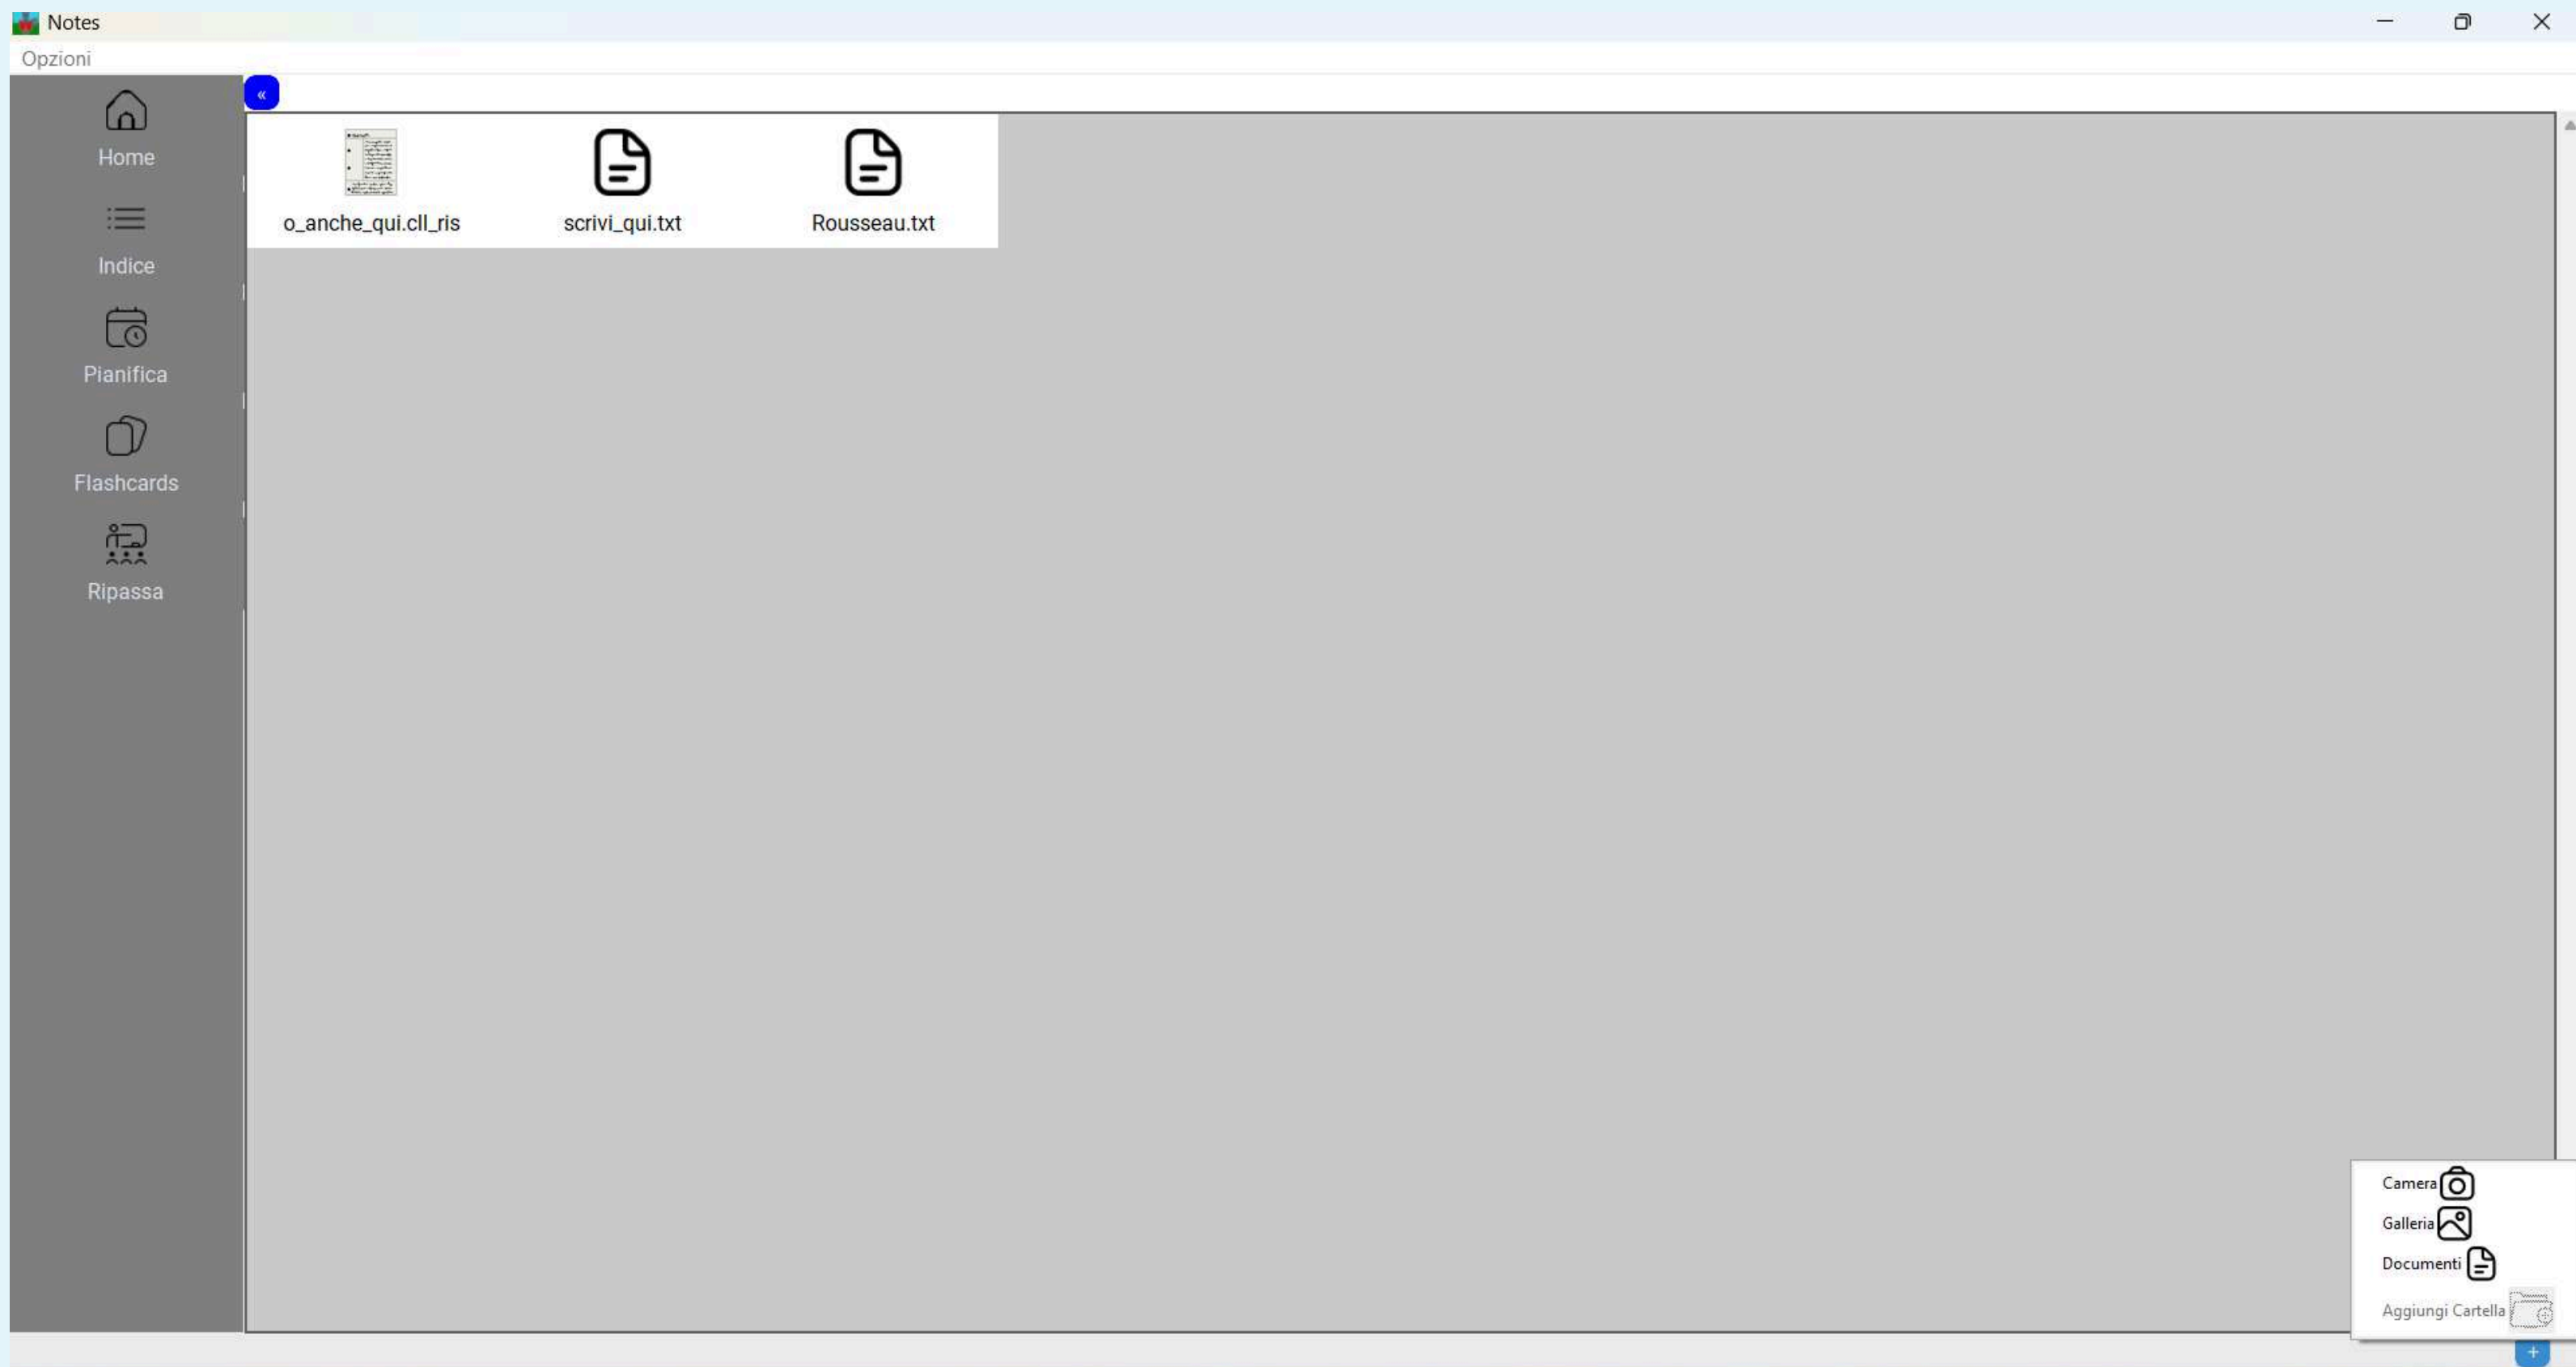 Notes
Opzioni
«
Home
Indice
Pianifica
Flashcards
Ripassa
o_anche_qui.cll_ris
scrivi_qui.txt
Rousseau.txt
Camera
Galleria
Documenti
Aggiungi Cartella
+